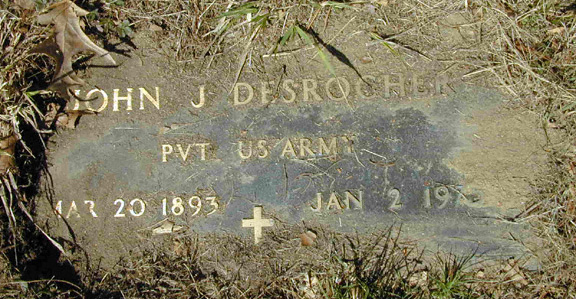 JOHN J DESROCHER
PVT US ARMY
MAR 20 1893 JAN 2